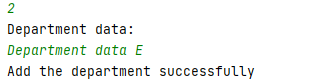 2
Department data:
Department data E
Add the department successfully